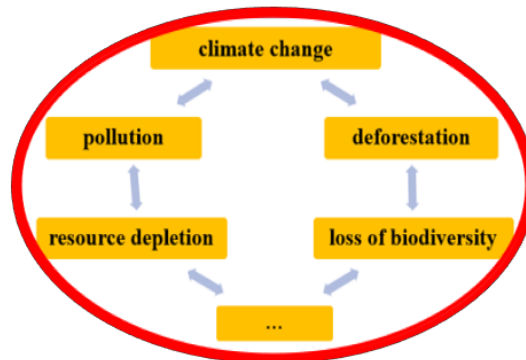 climate change
pollution
deforestation
resource depletion
loss of biodiversity
...